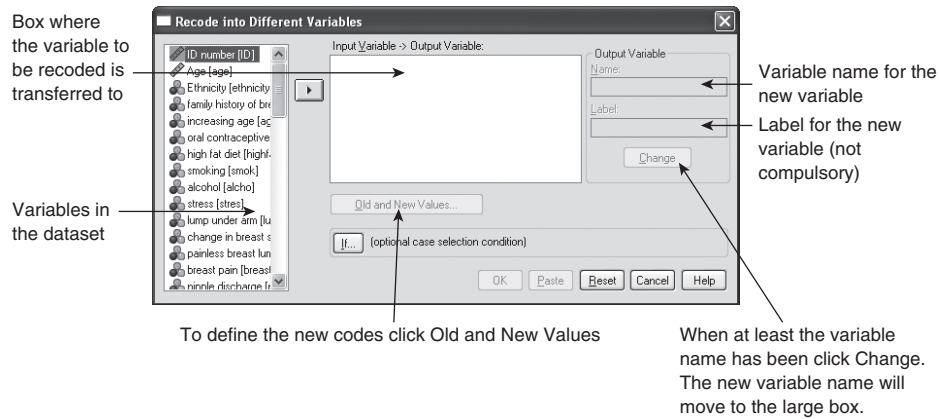 Box where
the variable to
be recoded is
transferred to
Variables in
the dataset
Recode into Different Variables
ID number [ID]
Age [age]
Ethnicity [ethnicity
family history of bre
increasing age [ag
oral contraceptive
high fat diet [highf-
smoking [smok]
alcohol [alcho]
stress [stres]
lump under arm [lu
change in breast s
painless breast lun
breast pain [breast
nipple discharge [r
Input Variable -> Output Variable:
Old and New Values...
If... (optional case selection condition)
Output Variable
Name:
Label:
Change
OK Paste Reset Cancel Help
Variable name for the
new variable
Label for the new
variable (not
compulsory)
To define the new codes click Old and New Values
When at least the variable
name has been click Change.
The new variable name will
move to the large box.